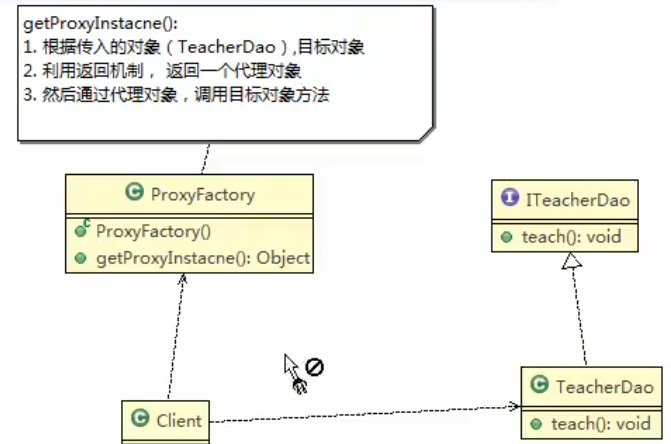 getProxyInstacne():
1. 根据传入的对象（TeacherDao）,目标对象
2. 利用返回机制， 返回一个代理对象
3. 然后通过代理对象，调用目标对象方法
C ProxyFactory
C ProxyFactory()
getProxyInstacne(): Object
I ITeacherDao
teach(): void
C Client
C TeacherDao
teach(): void